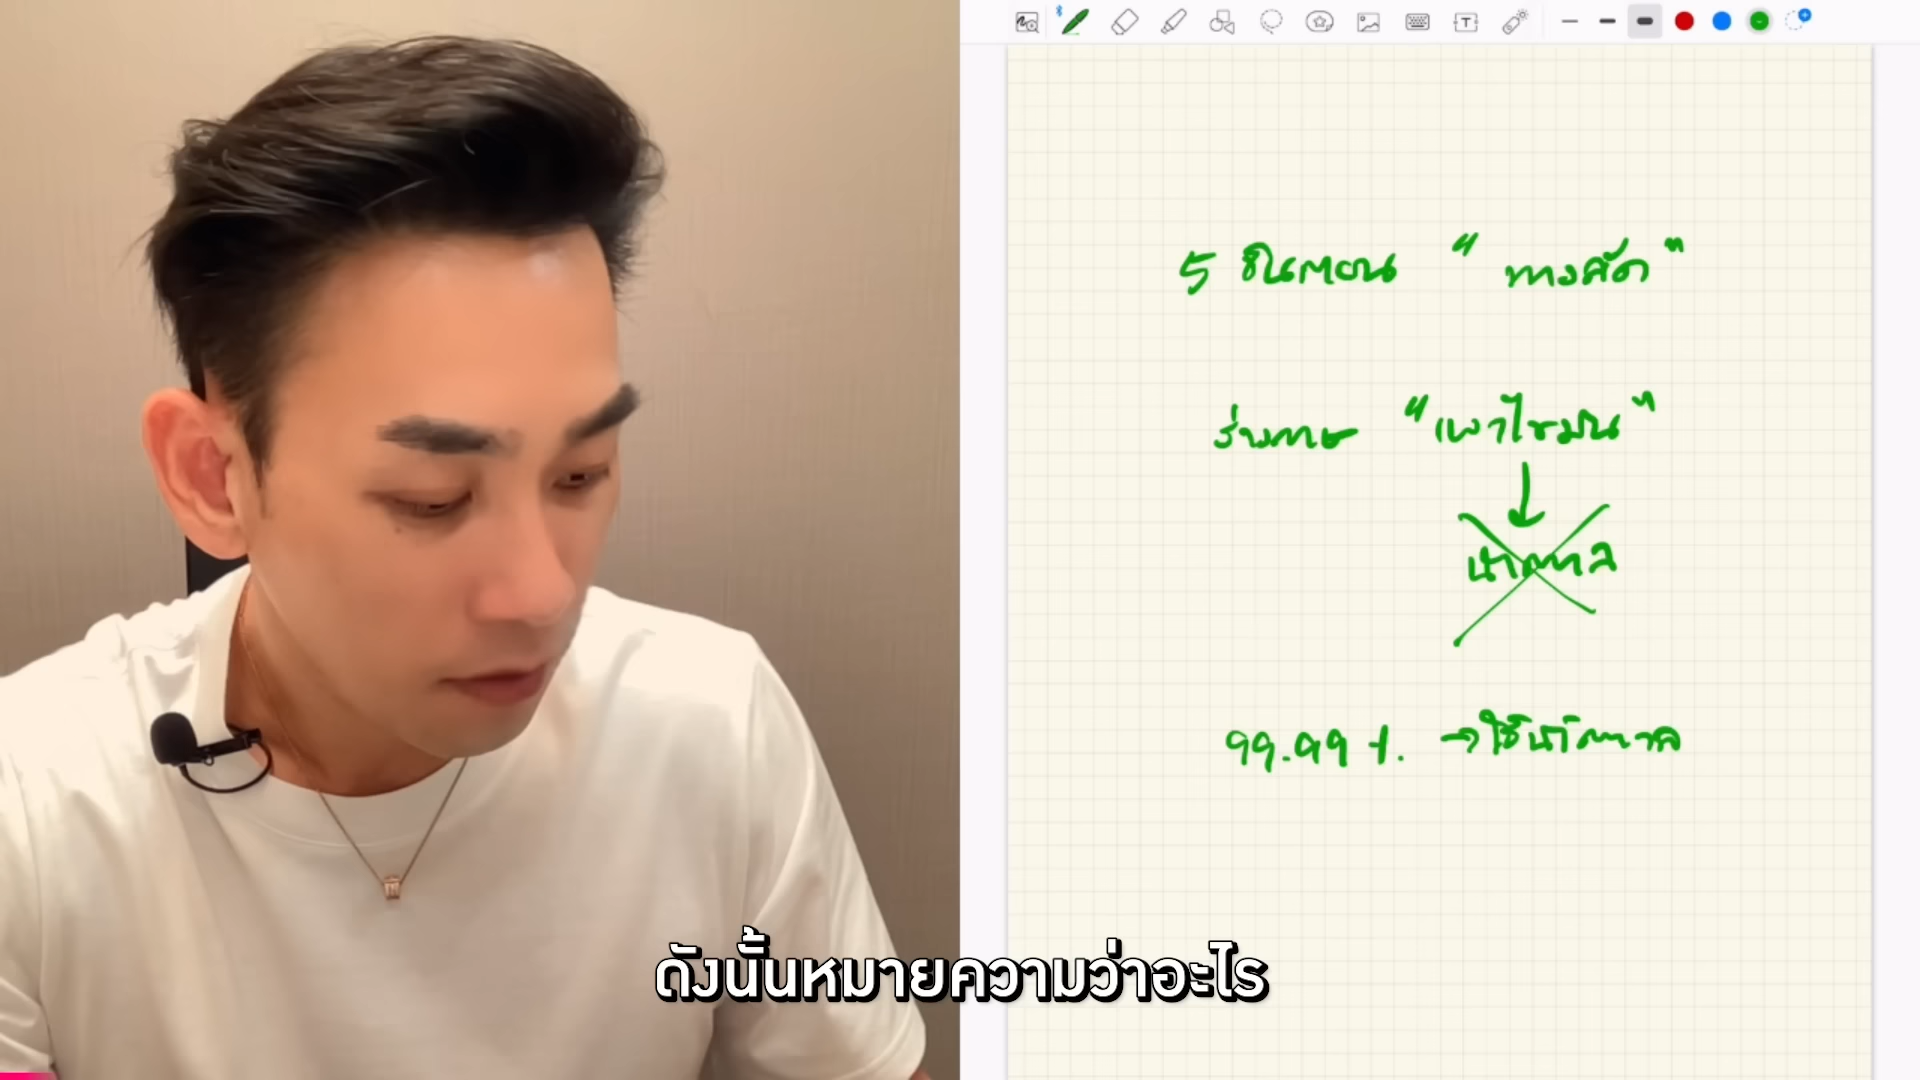 5 ขั้นตอน " ทางลัด "
ร่างกาย " เผาไขมัน "
น้ำตาล
99.99 %. → ใช้น้ำตาล
ดังนั้นหมายความว่าอะไร